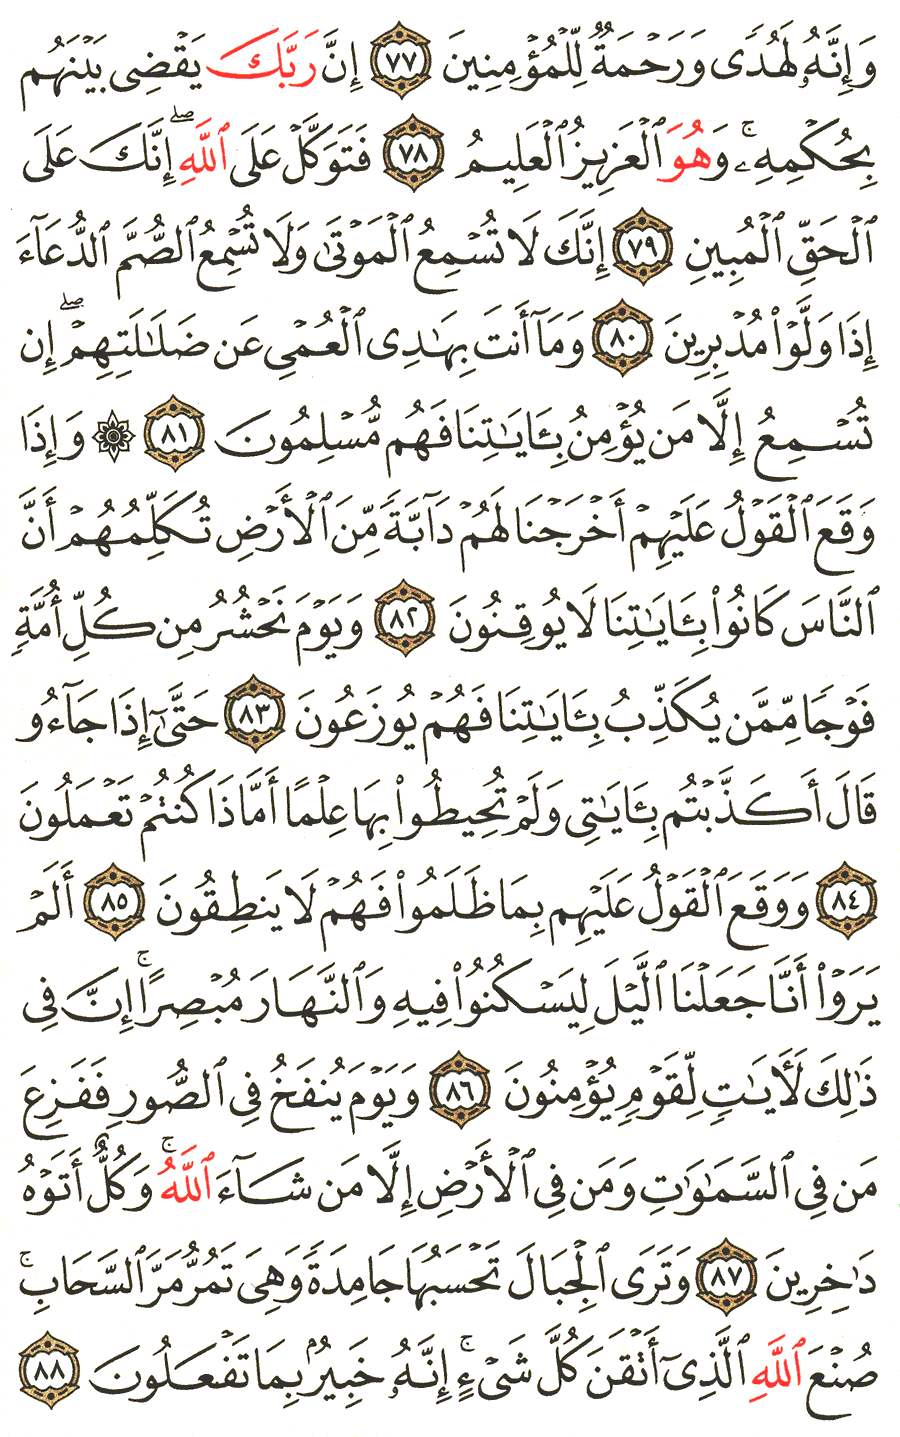 وَإِنَّهُۥ لَهُدًى وَرَحْمَةٌ لِّلْمُؤْمِنِينَ ٧٧ إِنَّ رَبَّكَ يَقْضِى بَيْنَهُم
بِحُكْمِهِۦ ۚ وَهُوَ ٱلْعَزِيزُ ٱلْعَلِيمُ ٧٨ فَتَوَكَّلْ عَلَى ٱللَّهِ ۖ إِنَّكَ عَلَى
ٱلْحَقِّ ٱلْمُبِينِ ٧٩ إِنَّكَ لَا تُسْمِعُ ٱلْمَوْتَىٰ وَلَا تُسْمِعُ ٱلصُّمَّ ٱلدُّعَآءَ
إِذَا وَلَّوْا۟ مُدْبِرِينَ ٨٠ وَمَآ أَنتَ بِهَـٰدِى ٱلْعُمْىِ عَن ضَلَـٰلَتِهِمْ ۖ إِن
تُسْمِعُ إِلَّا مَن يُؤْمِنُ بِـَٔايَـٰتِنَا فَهُم مُّسْلِمُونَ ٨١ ۞ وَإِذَا
وَقَعَ ٱلْقَوْلُ عَلَيْهِمْ أَخْرَجْنَا لَهُمْ دَآبَّةً مِّنَ ٱلْأَرْضِ تُكَلِّمُهُمْ أَنَّ
ٱلنَّاسَ كَانُوا۟ بِـَٔايَـٰتِنَا لَا يُوقِنُونَ ٨٢ وَيَوْمَ نَحْشُرُ مِن كُلِّ أُمَّةٍ
فَوْجًا مِّمَّن يُكَذِّبُ بِـَٔايَـٰتِنَا فَهُمْ يُوزَعُونَ ٨٣ حَتَّىٰٓ إِذَا جَآءُو
قَالَ أَكَذَّبْتُم بِـَٔايَـٰتِى وَلَمْ تُحِيطُوا۟ بِهَا عِلْمًا أَمَّاذَا كُنتُمْ تَعْمَلُونَ
٨٤ وَوَقَعَ ٱلْقَوْلُ عَلَيْهِم بِمَا ظَلَمُوا۟ فَهُمْ لَا يَنطِقُونَ ٨٥ أَلَمْ
يَرَوْا۟ أَنَّا جَعَلْنَا ٱلَّيْلَ لِيَسْكُنُوا۟ فِيهِ وَٱلنَّهَارَ مُبْصِرًا ۚ إِنَّ فِى
ذَٰلِكَ لَـَٔايَـٰتٍ لِّقَوْمٍ يُؤْمِنُونَ ٨٦ وَيَوْمَ يُنفَخُ فِى ٱلصُّورِ فَفَزِعَ
مَن فِى ٱلسَّمَـٰوَٰتِ وَمَن فِى ٱلْأَرْضِ إِلَّا مَن شَآءَ ٱللَّهُ ۚ وَكُلٌّ أَتَوْهُ
دَٰخِرِينَ ٨٧ وَتَرَى ٱلْجِبَالَ تَحْسَبُهَا جَامِدَةً وَهِىَ تَمُرُّ مَرَّ ٱلسَّحَابِ ۚ
صُنْعَ ٱللَّهِ ٱلَّذِىٓ أَتْقَنَ كُلَّ شَىْءٍ ۚ إِنَّهُۥ خَبِيرٌۢ بِمَا تَفْعَلُونَ ٨٨